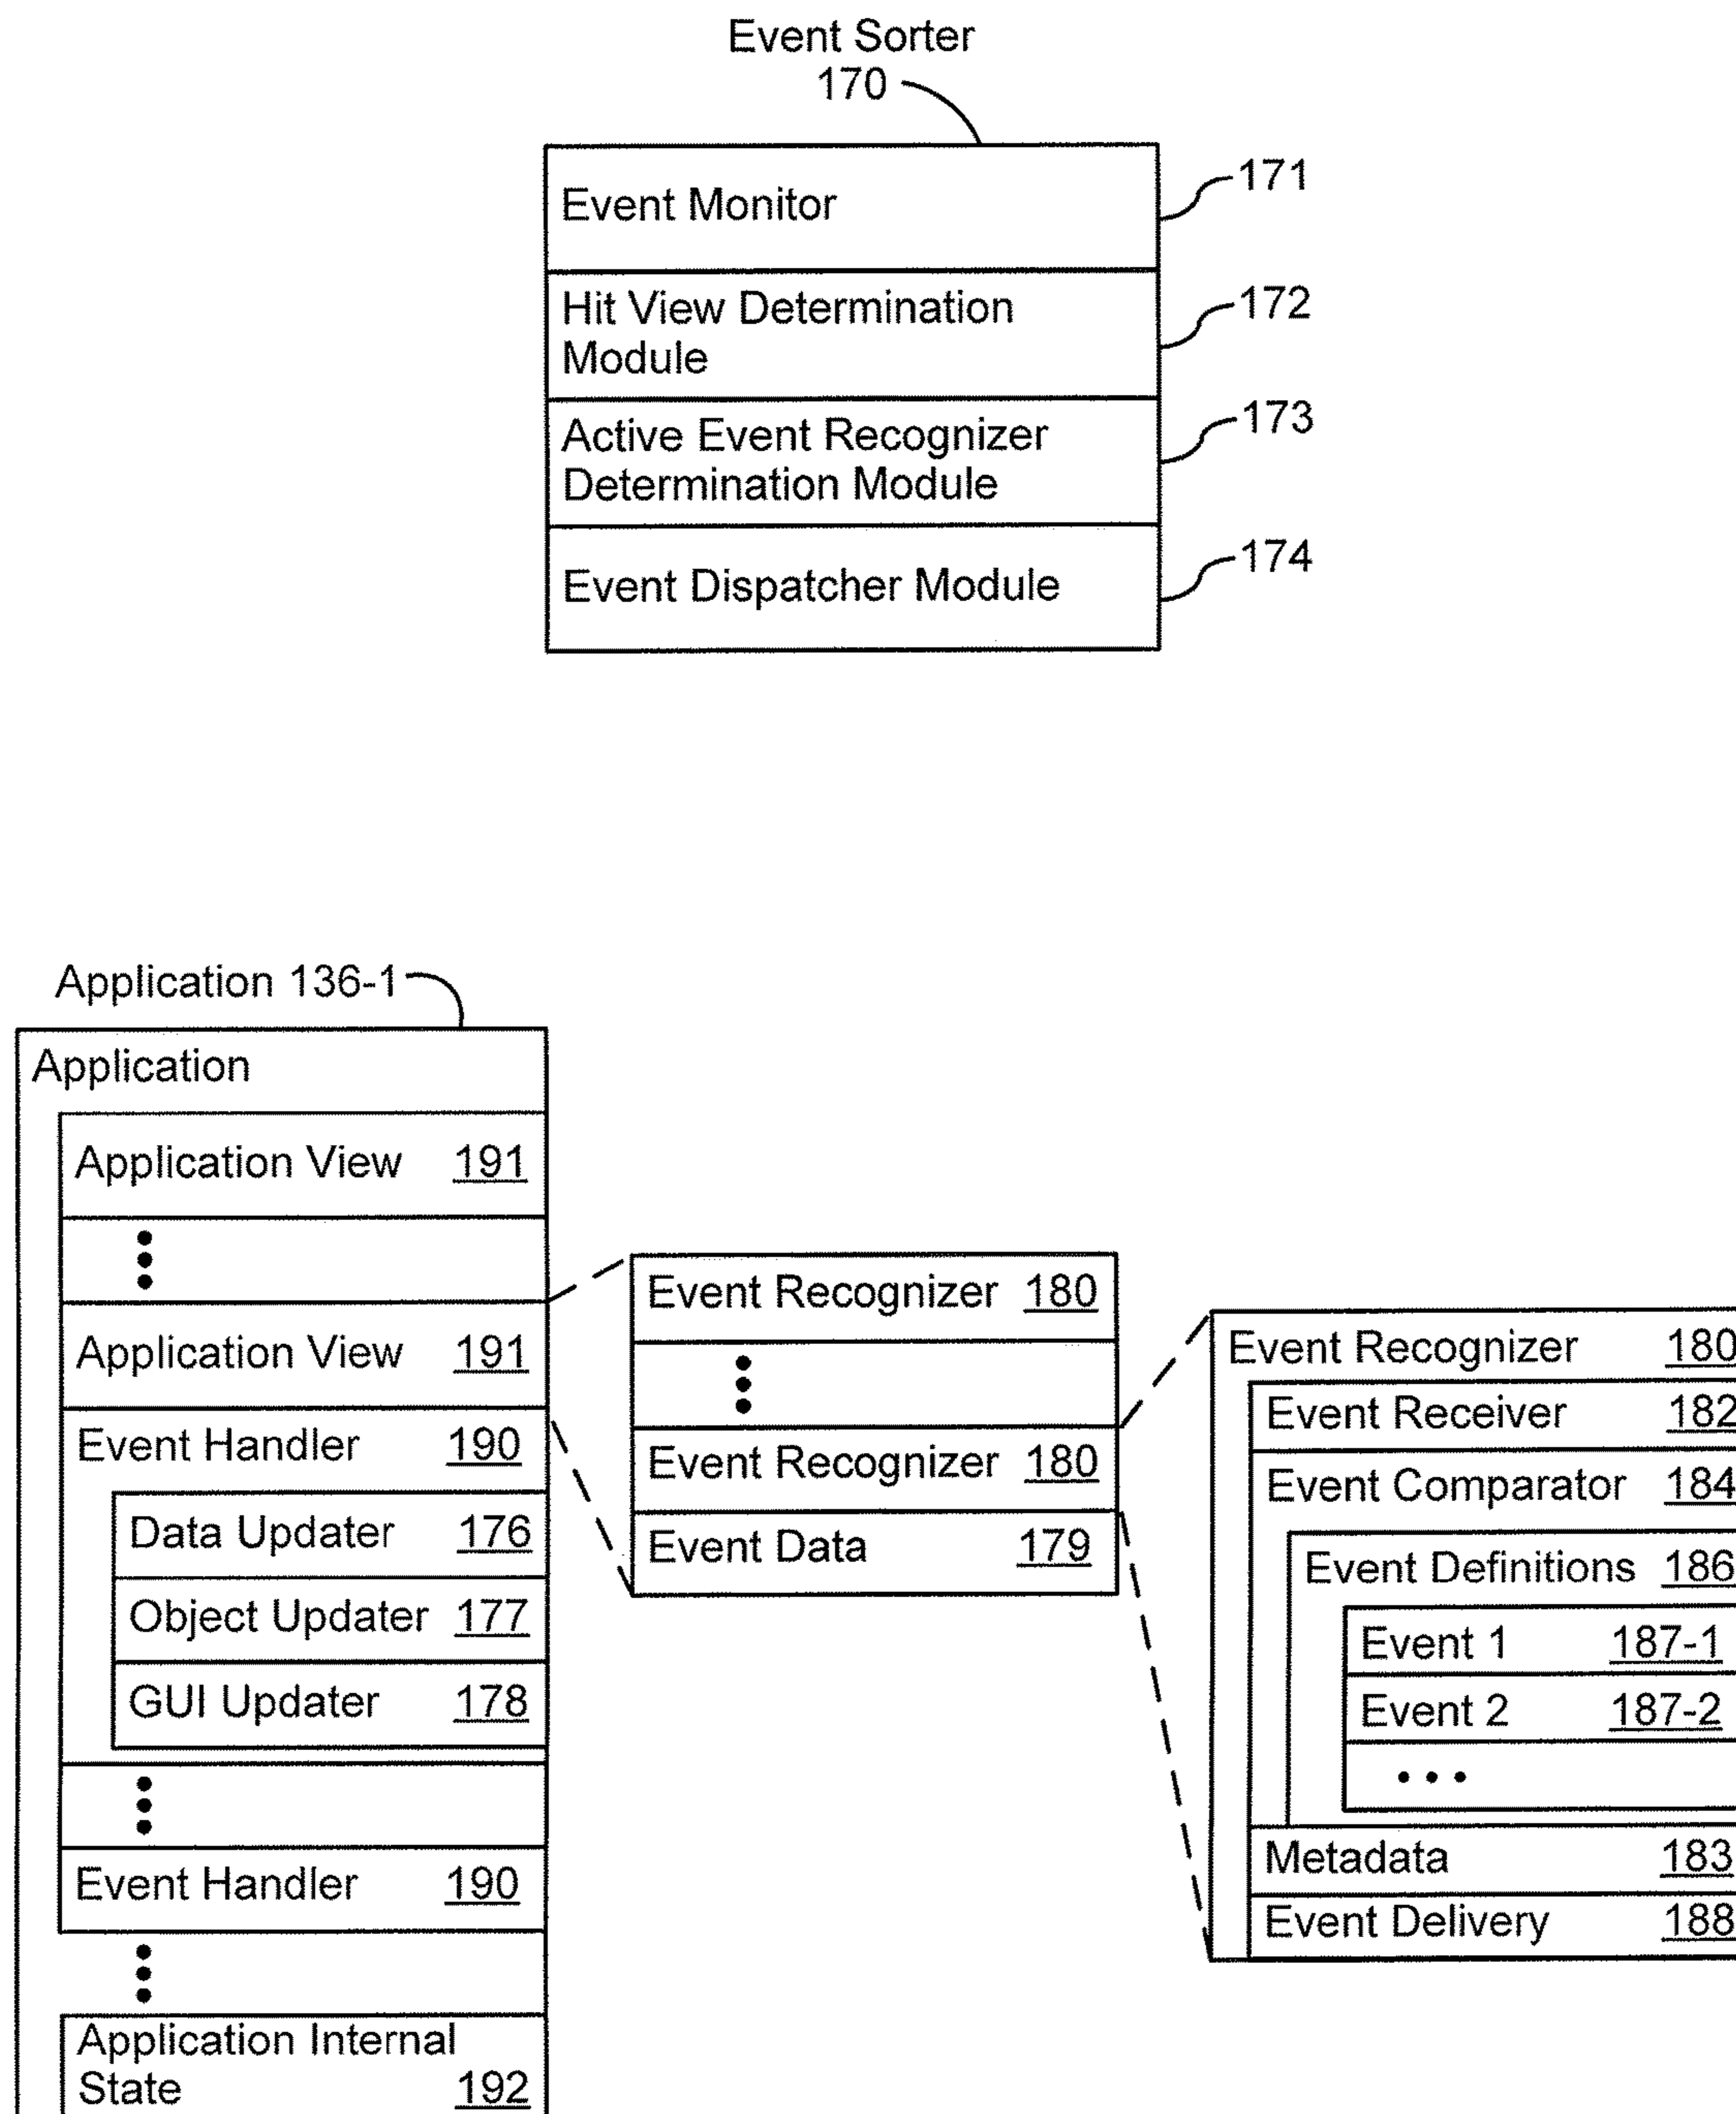 Event Sorter
170
Event Monitor
171
Hit View Determination
Module
172
Active Event Recognizer
Determination Module
173
Event Dispatcher Module
174
Application 136-1
Application
Application View 191
Application View 191
Event Handler 190
Data Updater 176
Object Updater 177
GUI Updater 178
Event Handler 190
Application Internal
State 192
Event Recognizer 180
Event Recognizer 180
Event Data 179
Event Recognizer 180
Event Receiver 182
Event Comparator 184
Event Definitions 186
Event 1 187-1
Event 2 187-2
• • •
Metadata 183
Event Delivery 188